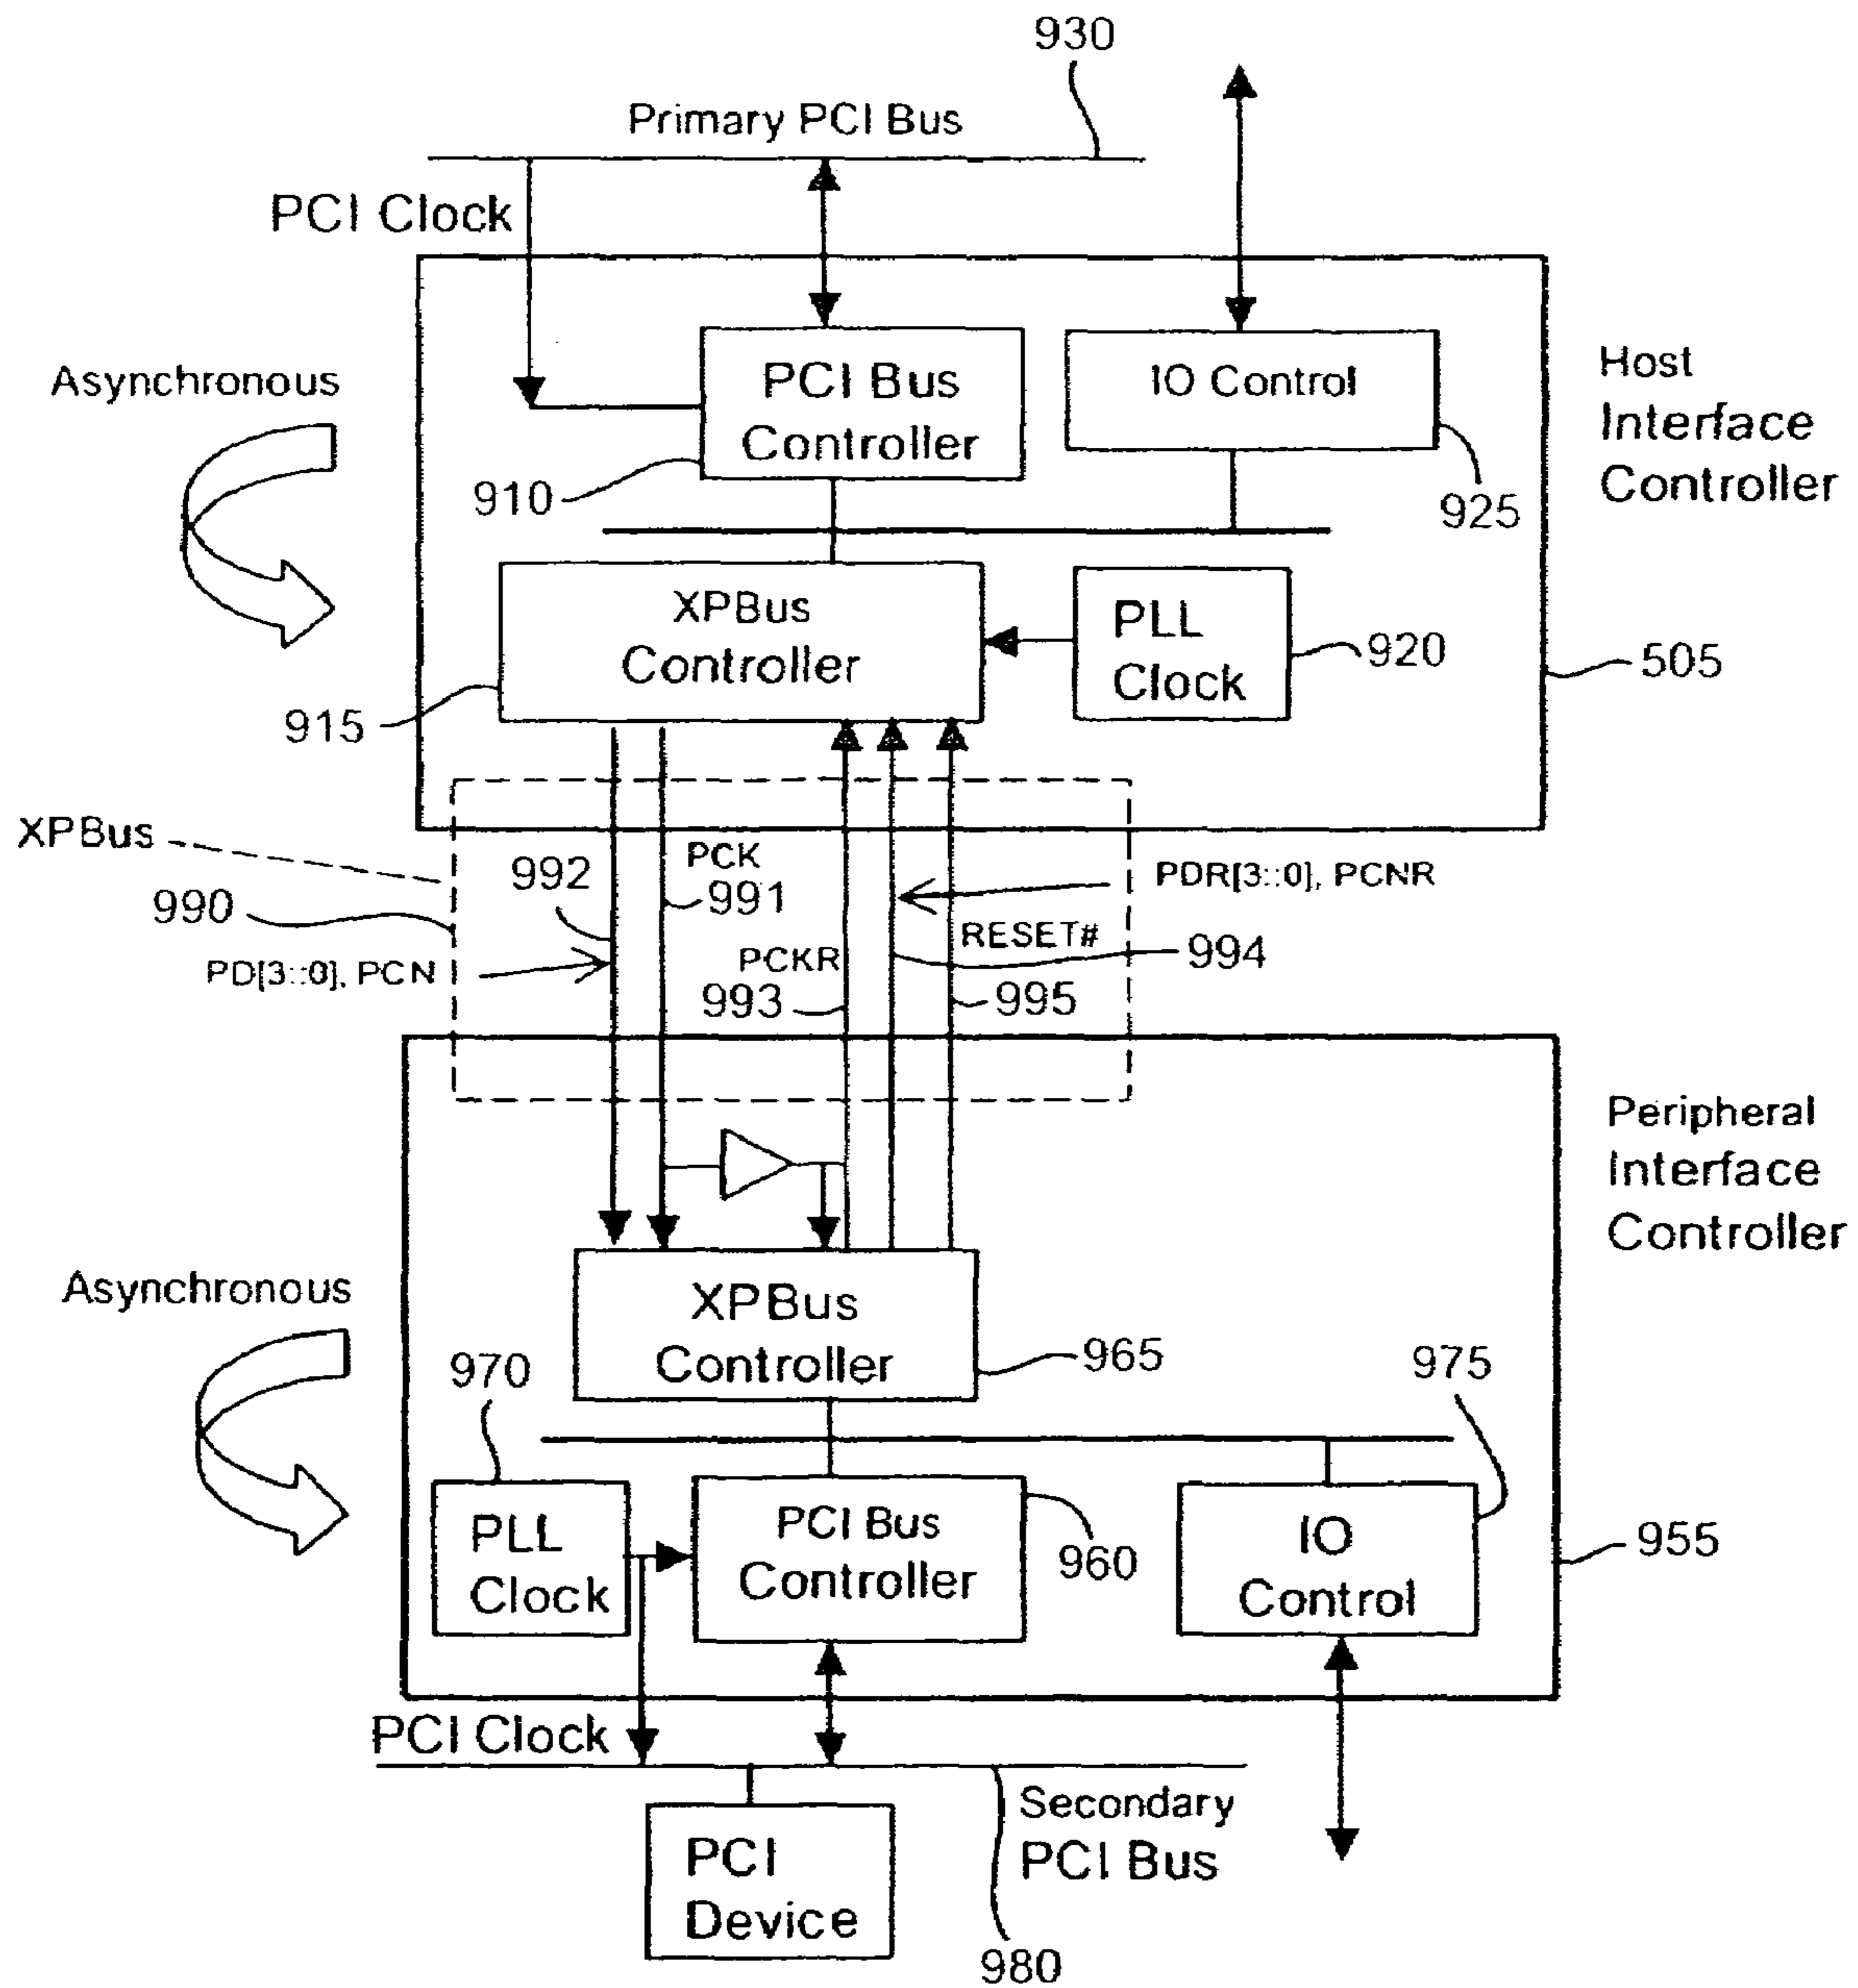 930
Primary PCI Bus
PCI Clock
Asynchronous
PCI Bus
Controller
IO Control
Host
Interface
Controller
910
925
XPBus
Controller
PLL
Clock
920
505
915
XPBus
990
992
PCK
991
PDR[3::0], PCNR
RESET#
994
PD[3::0], PCN
PCKR
993
995
Peripheral
Interface
Controller
Asynchronous
XPBus
Controller
965
970
975
PLL
Clock
PCI Bus
Controller
960
IO
Control
955
PCI Clock
Secondary
PCI Bus
PCI
Device
980